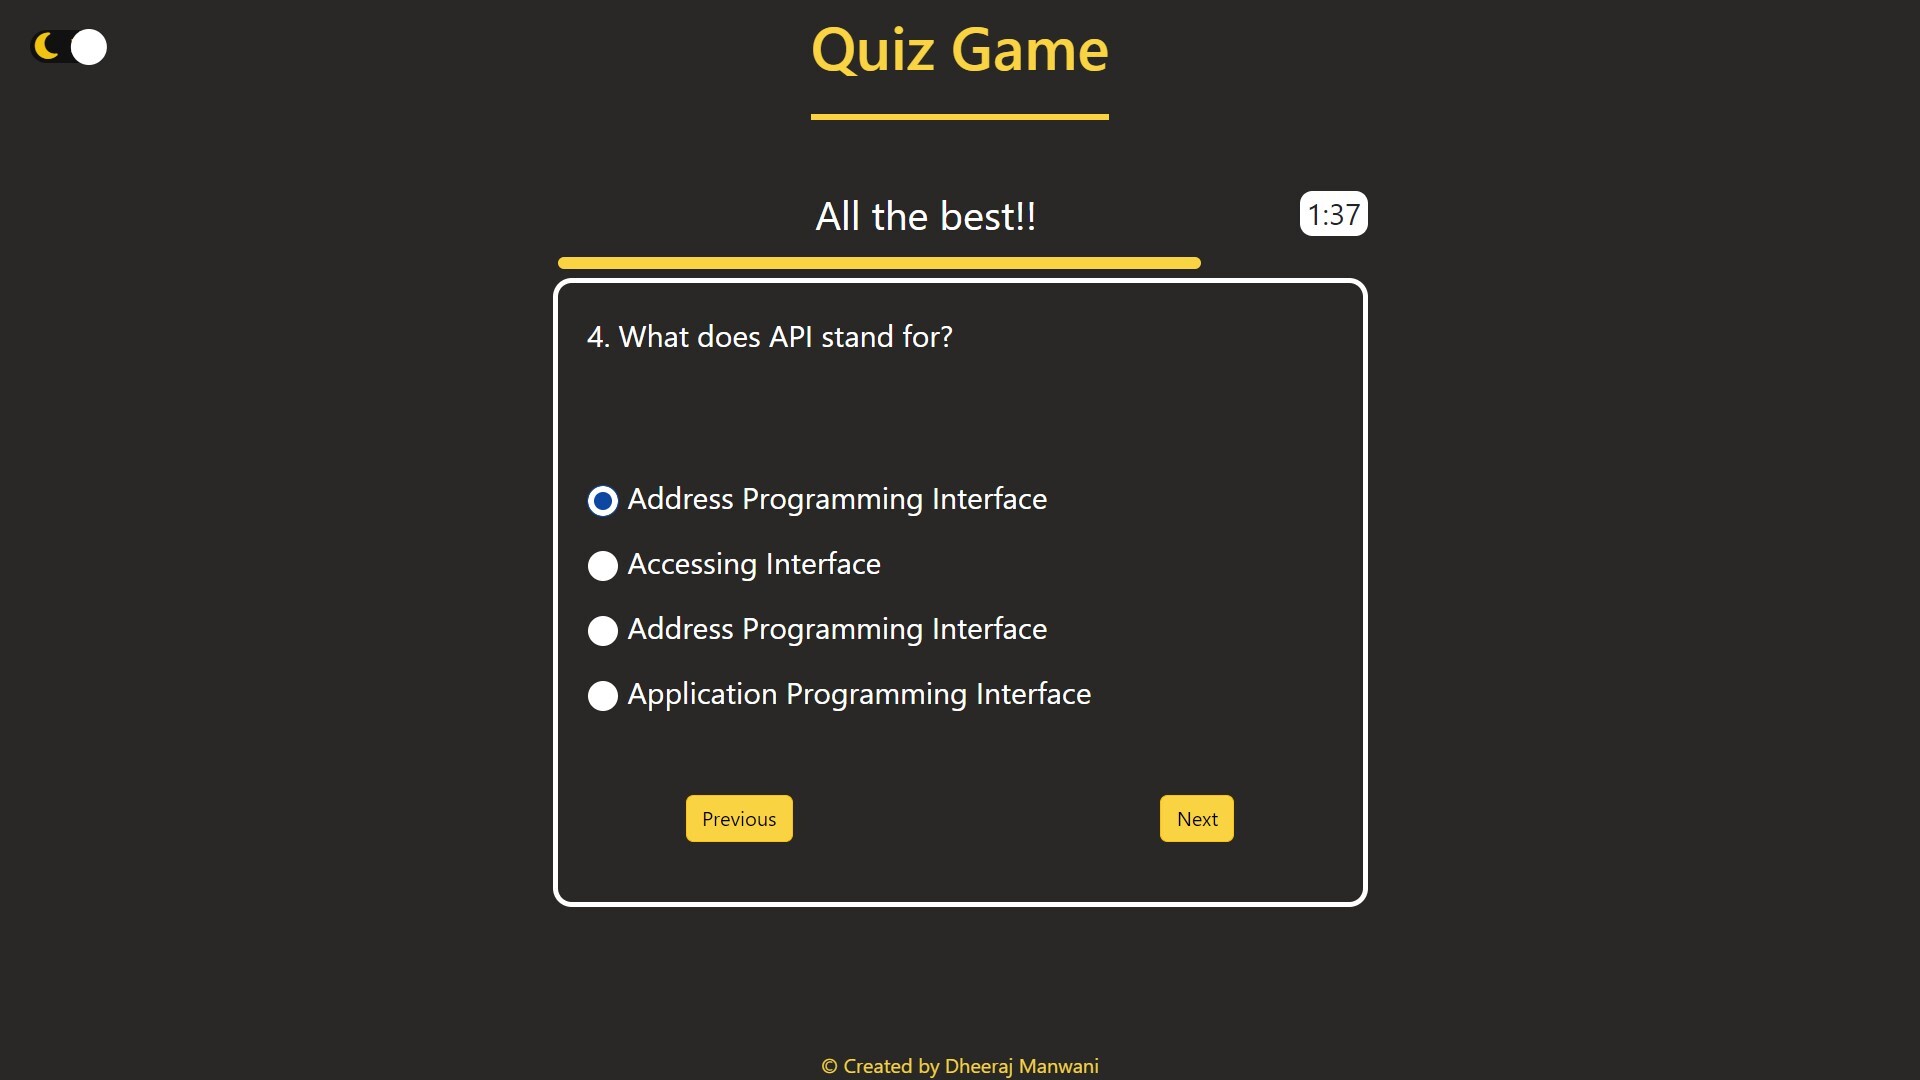 Quiz Game
All the best!!
1:37
4. What does API stand for?
Address Programming Interface
Accessing Interface
Address Programming Interface
Application Programming Interface
Previous
Next
© Created by Dheeraj Manwani